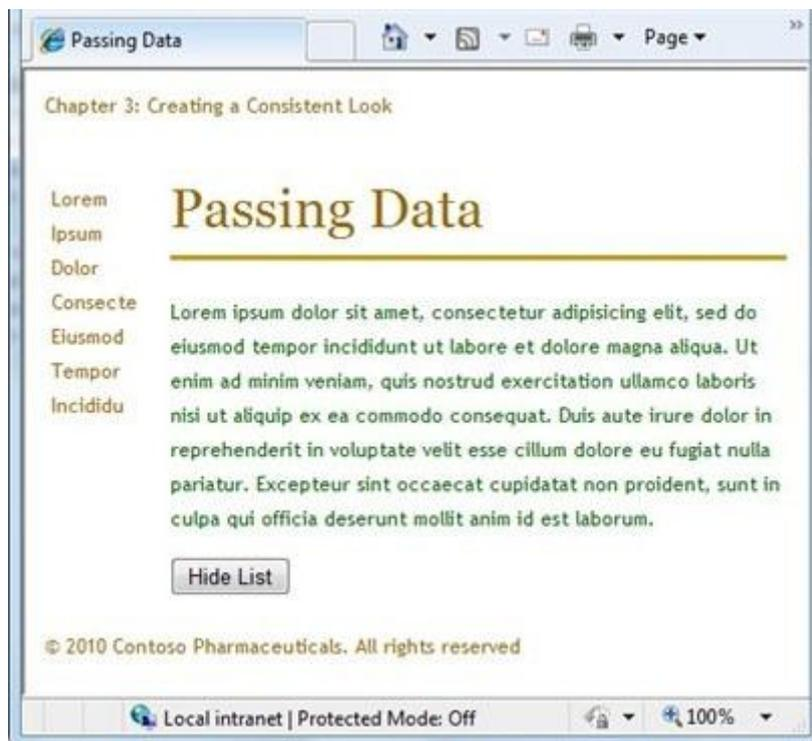 Passing Data
Page
Chapter 3: Creating a Consistent Look
Lorem
Ipsum
Dolor
Consecte
Eiusmod
Tempor
Incididu
Passing Data
Lorem ipsum dolor sit amet, consectetur adipisicing elit, sed do
eiusmod tempor incididunt ut labore et dolore magna aliqua. Ut
enim ad minim veniam, quis nostrud exercitation ullamco laboris
nisi ut aliquip ex ea commodo consequat. Duis aute irure dolor in
reprehenderit in voluptate velit esse cillum dolore eu fugiat nulla
pariatur. Excepteur sint occaecat cupidatat non proident, sunt in
culpa qui officia deserunt mollit anim id est laborum.
Hide List
© 2010 Contoso Pharmaceuticals. All rights reserved
Local intranet | Protected Mode: Off
100%